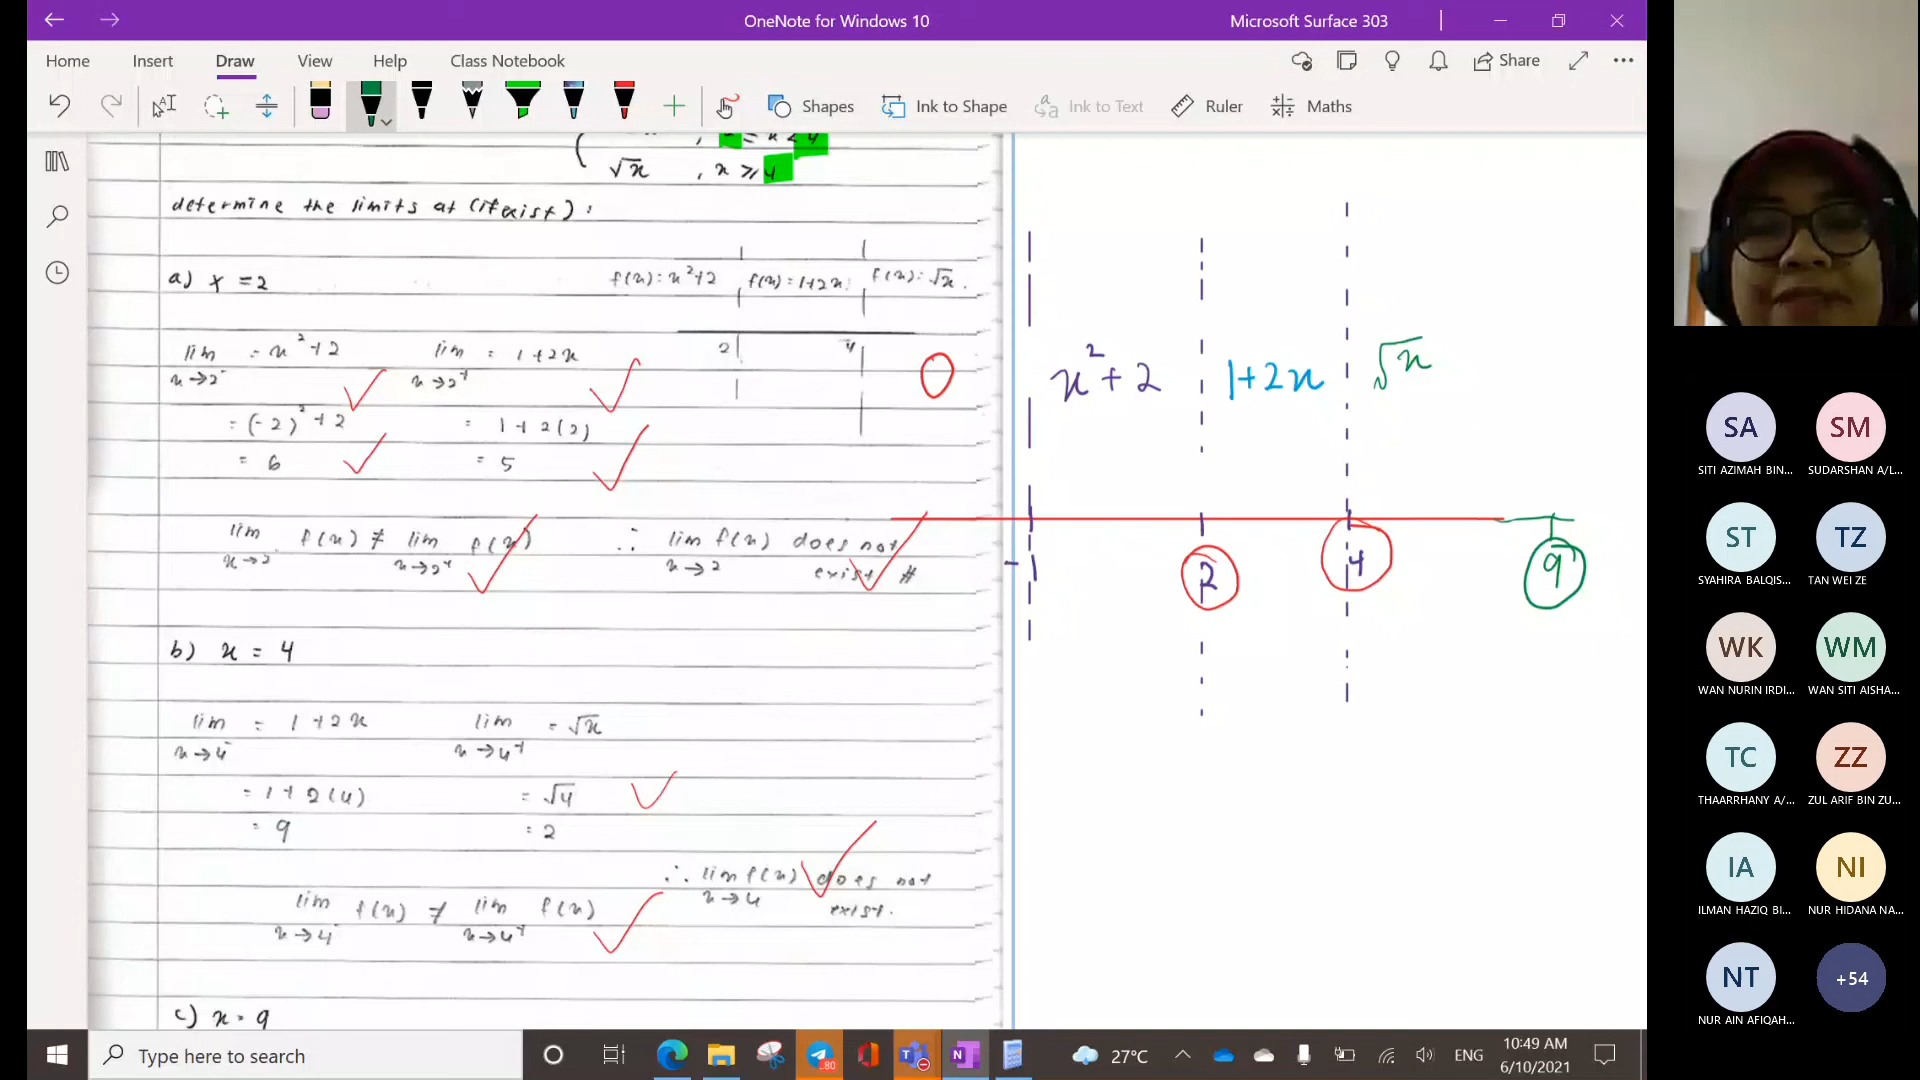 OneNote for Windows 10
Microsoft Surface 303
Home Insert Draw View Help Class Notebook
Share
Shapes Ink to Shape Ink to Text Ruler Maths
, 2 ≤ x < 4
√x , x ≥ 4
determine the limits at (if exist) :
a) x = 2
f(x) : x²+2 f(x) = 1+2x f(x) : √x .
2 4
lim = x²+2 lim = 1+2x
x→2⁻ x→2⁺
= (-2)² + 2 = 1 + 2(2)
= 6 = 5
0
lim f(x) ≠ lim f(x) ∴ lim f(x) does not
x→2⁻ x→2⁺ x→2 exist #
b) x = 4
lim = 1+2x lim = √x
x→4⁻ x→4⁺
= 1 + 2(4) = √4
= 9 = 2
∴ lim f(x) does not
x→4 exist.
lim f(x) ≠ lim f(x)
x→4⁻ x→4⁺
c) x = 9
x² + 2 1+2x √x
-1 2 4 9
SA SM
SITI AZIMAH BIN... SUDARSHAN A/L...
ST TZ
SYAHIRA BALQIS... TAN WEI ZE
WK WM
WAN NURIN IRDI... WAN SITI AISHA...
TC ZZ
THAARRHANY A/... ZUL ARIF BIN ZU...
IA NI
ILMAN HAZIQ BI... NUR HIDANA NA...
NT +54
NUR AIN AFIQAH...
Type here to search
80
27°C
ENG
10:49 AM
6/10/2021